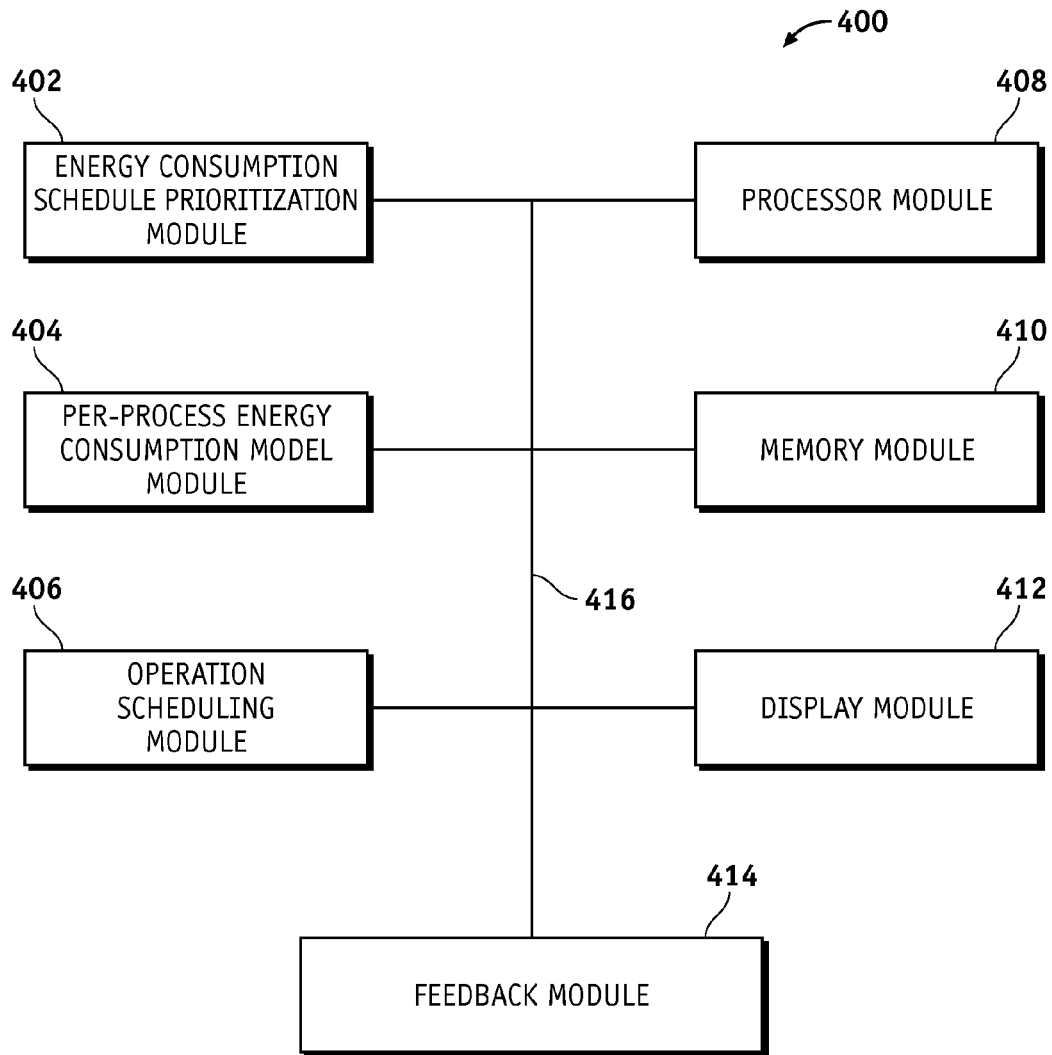 400
402
ENERGY CONSUMPTION
SCHEDULE PRIORITIZATION
MODULE
408
PROCESSOR MODULE
404
PER-PROCESS ENERGY
CONSUMPTION MODEL
MODULE
410
MEMORY MODULE
416
406
OPERATION
SCHEDULING
MODULE
412
DISPLAY MODULE
414
FEEDBACK MODULE